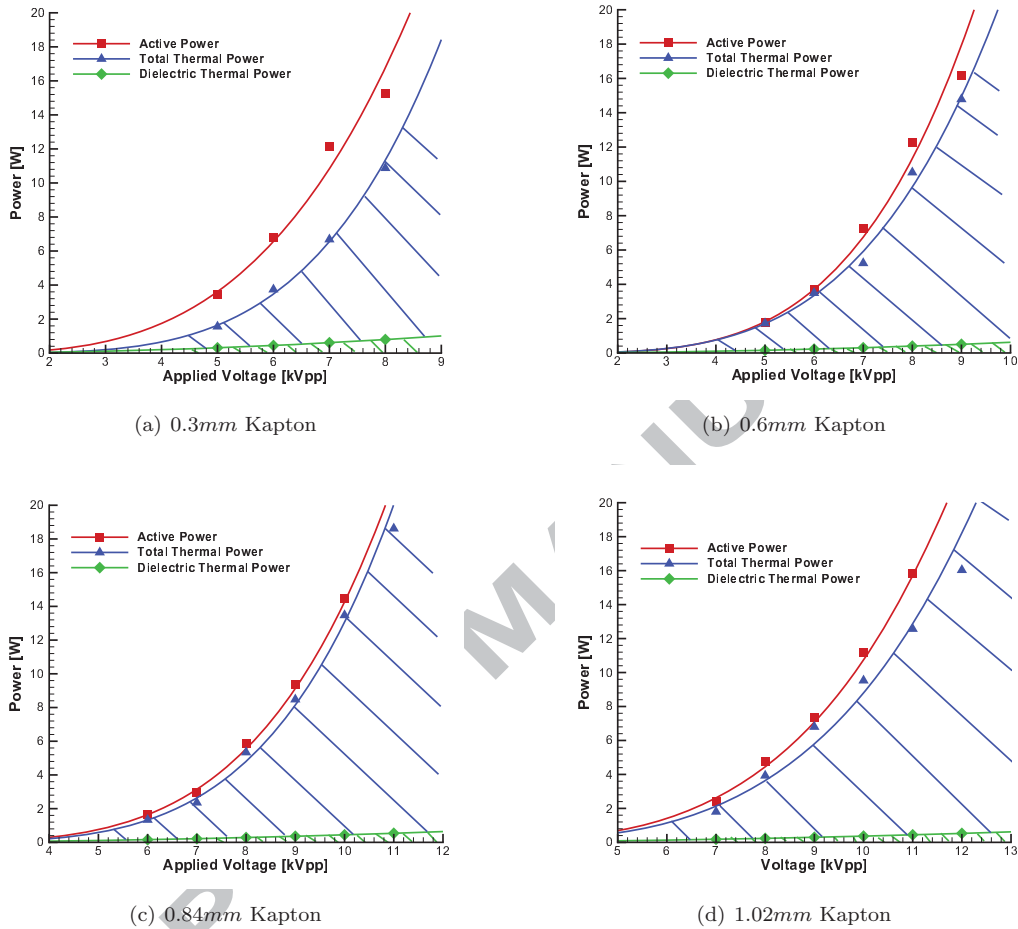 20
18
16
14
12
10
8
6
4
2
0
Power [W]
Active Power
Total Thermal Power
Dielectric Thermal Power
2 3 4 5 6 7 8 9
Applied Voltage [kVpp]
(a) 0.3mm Kapton
20
18
16
14
12
10
8
6
4
2
0
Power [W]
Active Power
Total Thermal Power
Dielectric Thermal Power
2 3 4 5 6 7 8 9 10
Applied Voltage [kVpp]
(b) 0.6mm Kapton
20
18
16
14
12
10
8
6
4
2
0
Power [W]
Active Power
Total Thermal Power
Dielectric Thermal Power
4 5 6 7 8 9 10 11 12
Applied Voltage [kVpp]
(c) 0.84mm Kapton
20
18
16
14
12
10
8
6
4
2
0
Power [W]
Active Power
Total Thermal Power
Dielectric Thermal Power
5 6 7 8 9 10 11 12 13
Voltage [kVpp]
(d) 1.02mm Kapton